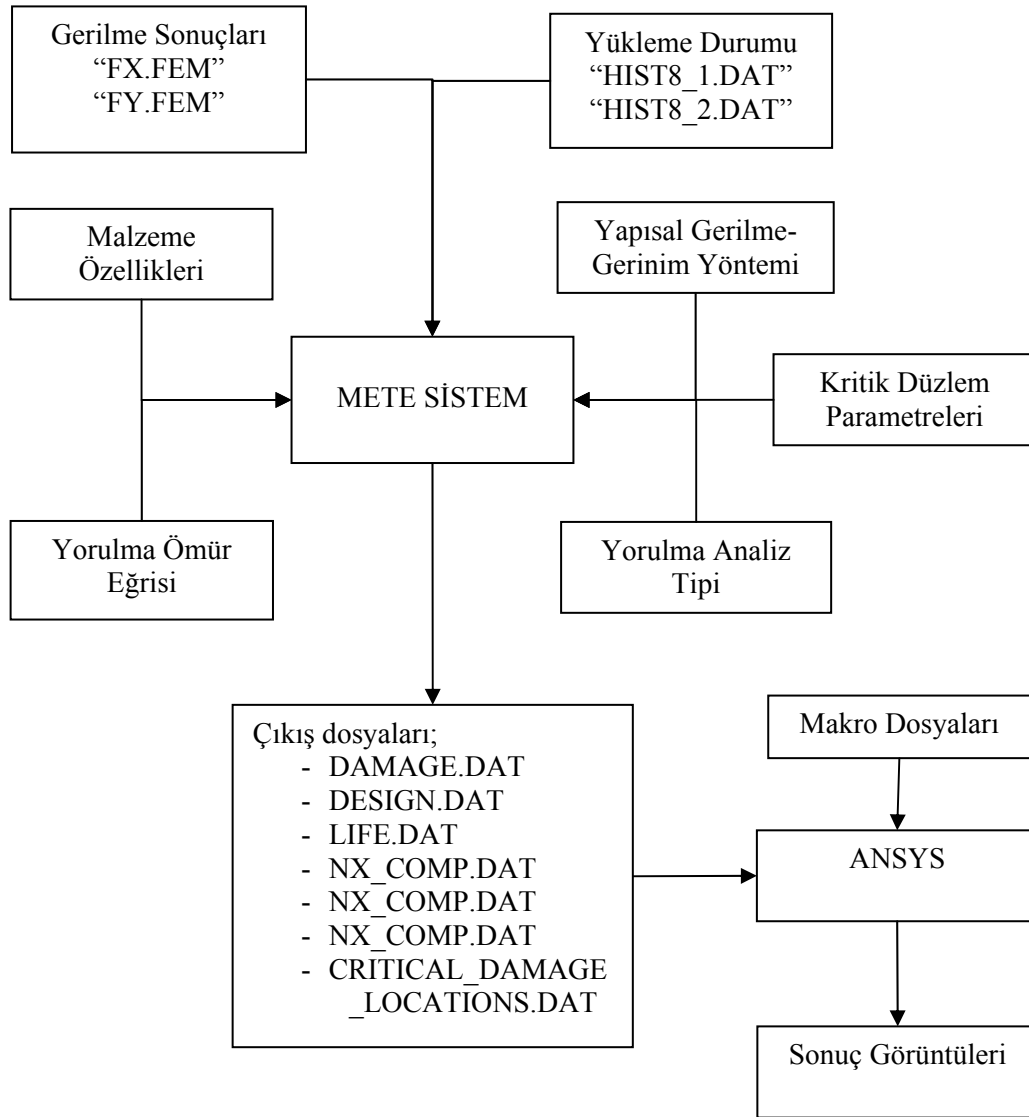 Gerilme Sonuçları
“FX.FEM”
“FY.FEM”
Yükleme Durumu
“HIST8_1.DAT”
“HIST8_2.DAT”
Malzeme
Özellikleri
Yapısal Gerilme-
Gerinim Yöntemi
METE SİSTEM
Kritik Düzlem
Parametreleri
Yorulma Ömür
Eğrisi
Yorulma Analiz
Tipi
Çıkış dosyaları;
- DAMAGE.DAT
- DESIGN.DAT
- LIFE.DAT
- NX_COMP.DAT
- NX_COMP.DAT
- NX_COMP.DAT
- CRITICAL_DAMAGE
_LOCATIONS.DAT
Makro Dosyaları
ANSYS
Sonuç Görüntüleri